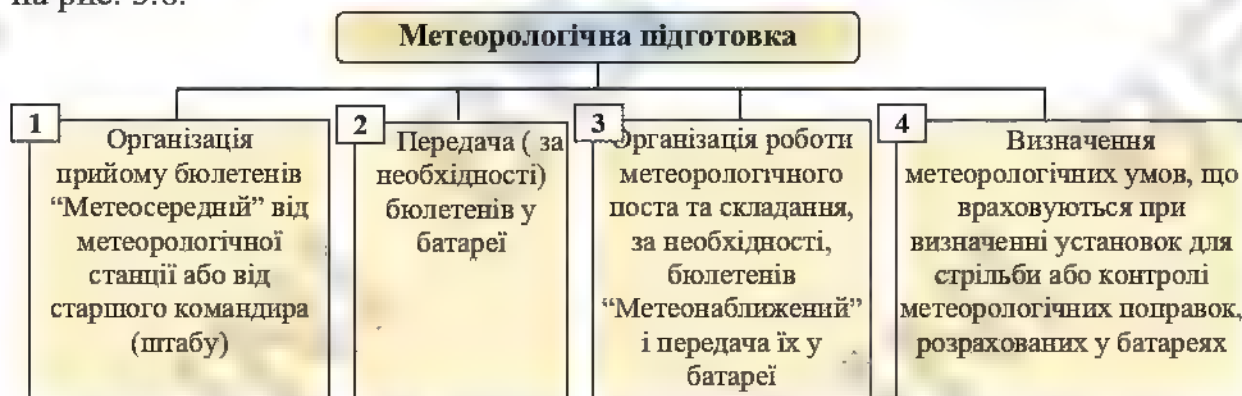 на рис. 3.8.
Метеорологічна підготовка
1
Організація
прийому бюлетенів
“Метеосередній” від
метеорологічної
станції або від
старшого командира
(штабу)
2
Передача ( за
необхідності)
бюлетенів у
батареї
3
Організація роботи
метеорологічного
поста та складання,
за необхідності,
бюлетенів
“Метеонаближений”
і передача їх у
батареї
4
Визначення
метеорологічних умов, що
враховуються при
визначенні установок для
стрільби або контролі
метеорологічних поправок,
розрахованих у батареях